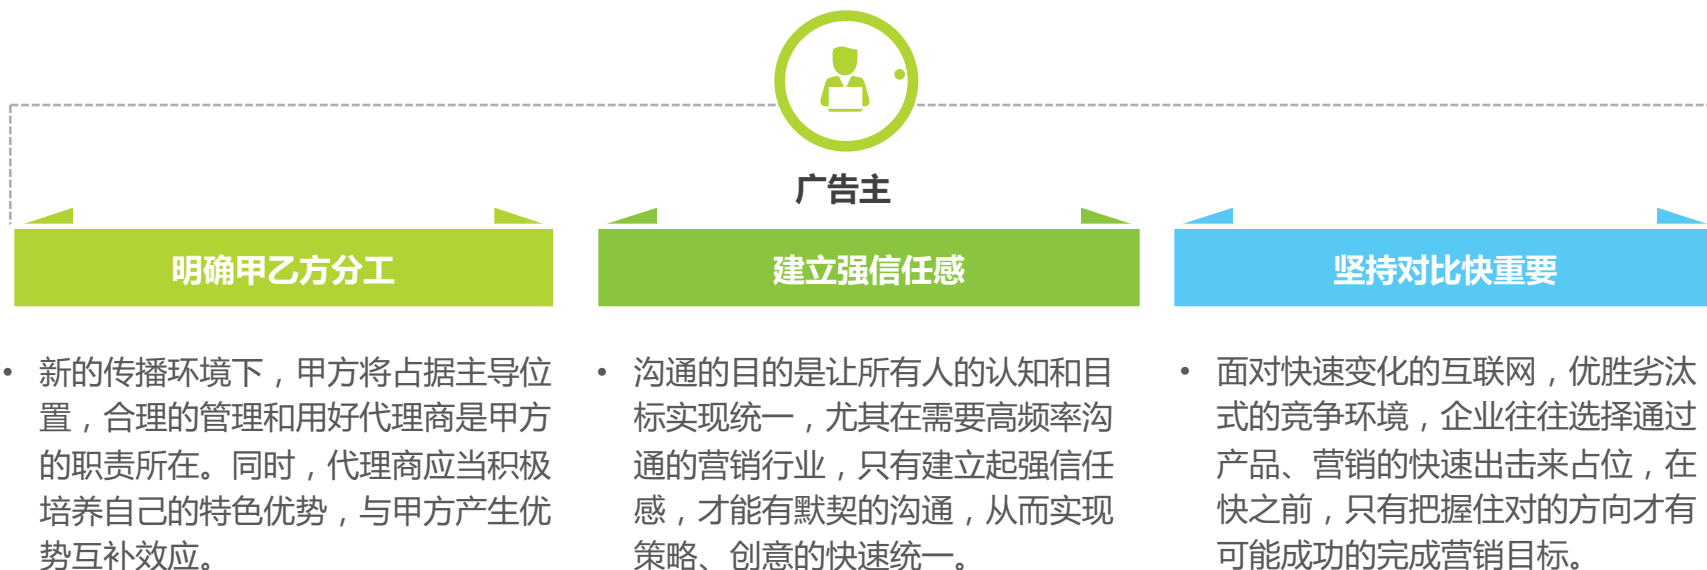 广告主
明确甲乙方分工
建立强信任感
坚持对比快重要
• 新的传播环境下，甲方将占据主导位
置，合理的管理和用好代理商是甲方
的职责所在。同时，代理商应当积极
培养自己的特色优势，与甲方产生优
势互补效应。
• 沟通的目的是让所有人的认知和目
标实现统一，尤其在需要高频率沟
通的营销行业，只有建立起强信任
感，才能有默契的沟通，从而实现
策略、创意的快速统一。
• 面对快速变化的互联网，优胜劣汰
式的竞争环境，企业往往选择通过
产品、营销的快速出击来占位，在
快之前，只有把握住对的方向才有
可能成功的完成营销目标。